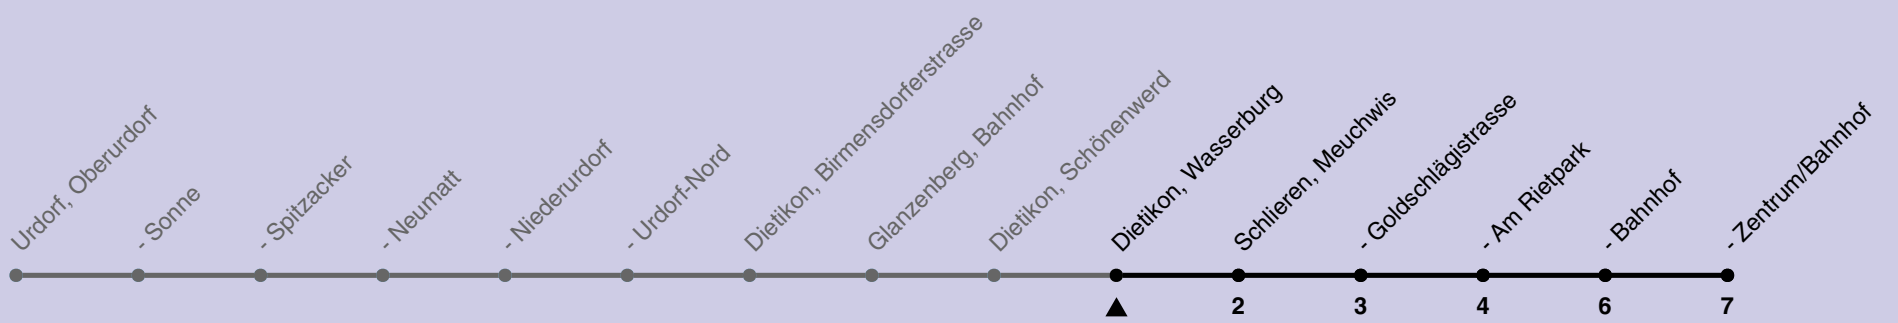 Urdorf, Oberurdorf
- Sonne
- Spitzacker
- Neumatt
- Niederurdorf
- Urdorf-Nord
Dietikon, Birmensdorferstrasse
Glanzenberg, Bahnhof
Dietikon, Schönenwerd
Dietikon, Wasserburg
Schlieren, Meuchwis
- Goldschlägistrasse
- Am Rietpark
- Bahnhof
- Zentrum/Bahnhof
2 3 4 6 7